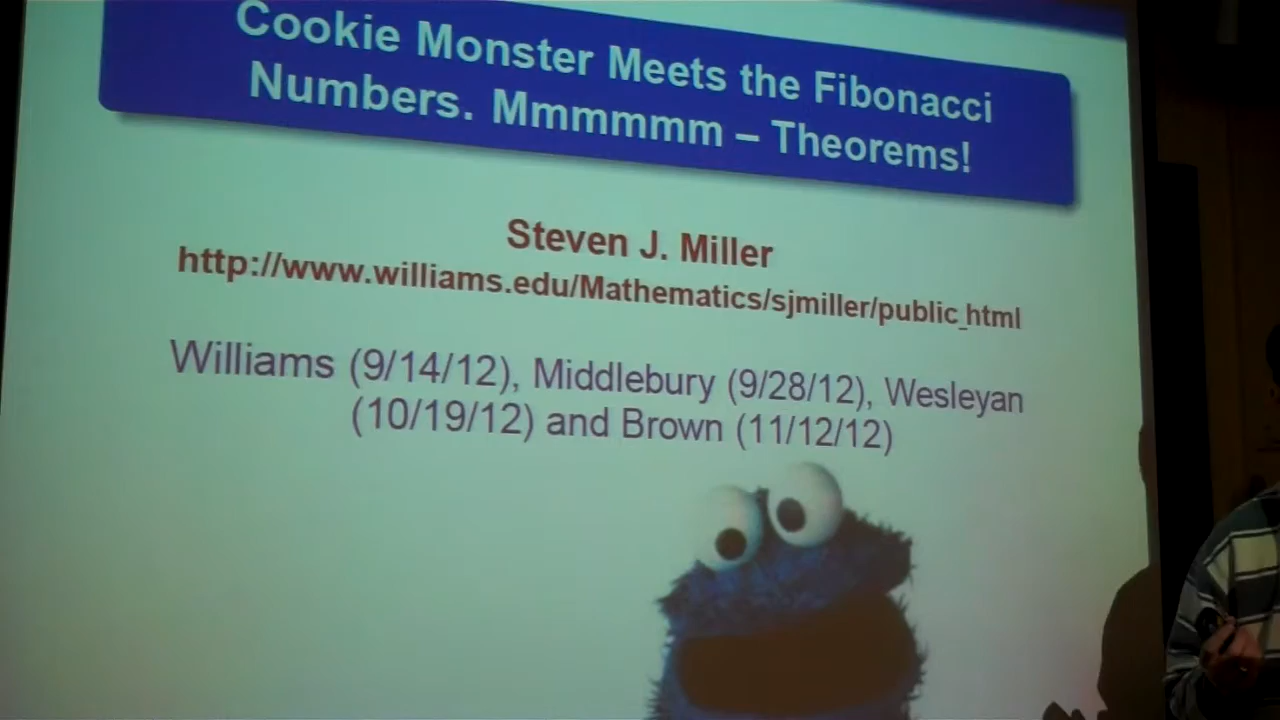 Cookie Monster Meets the Fibonacci
Numbers. Mmmmmm – Theorems!
Steven J. Miller
http://www.williams.edu/Mathematics/sjmiller/public_html
Williams (9/14/12), Middlebury (9/28/12), Wesleyan
(10/19/12) and Brown (11/12/12)